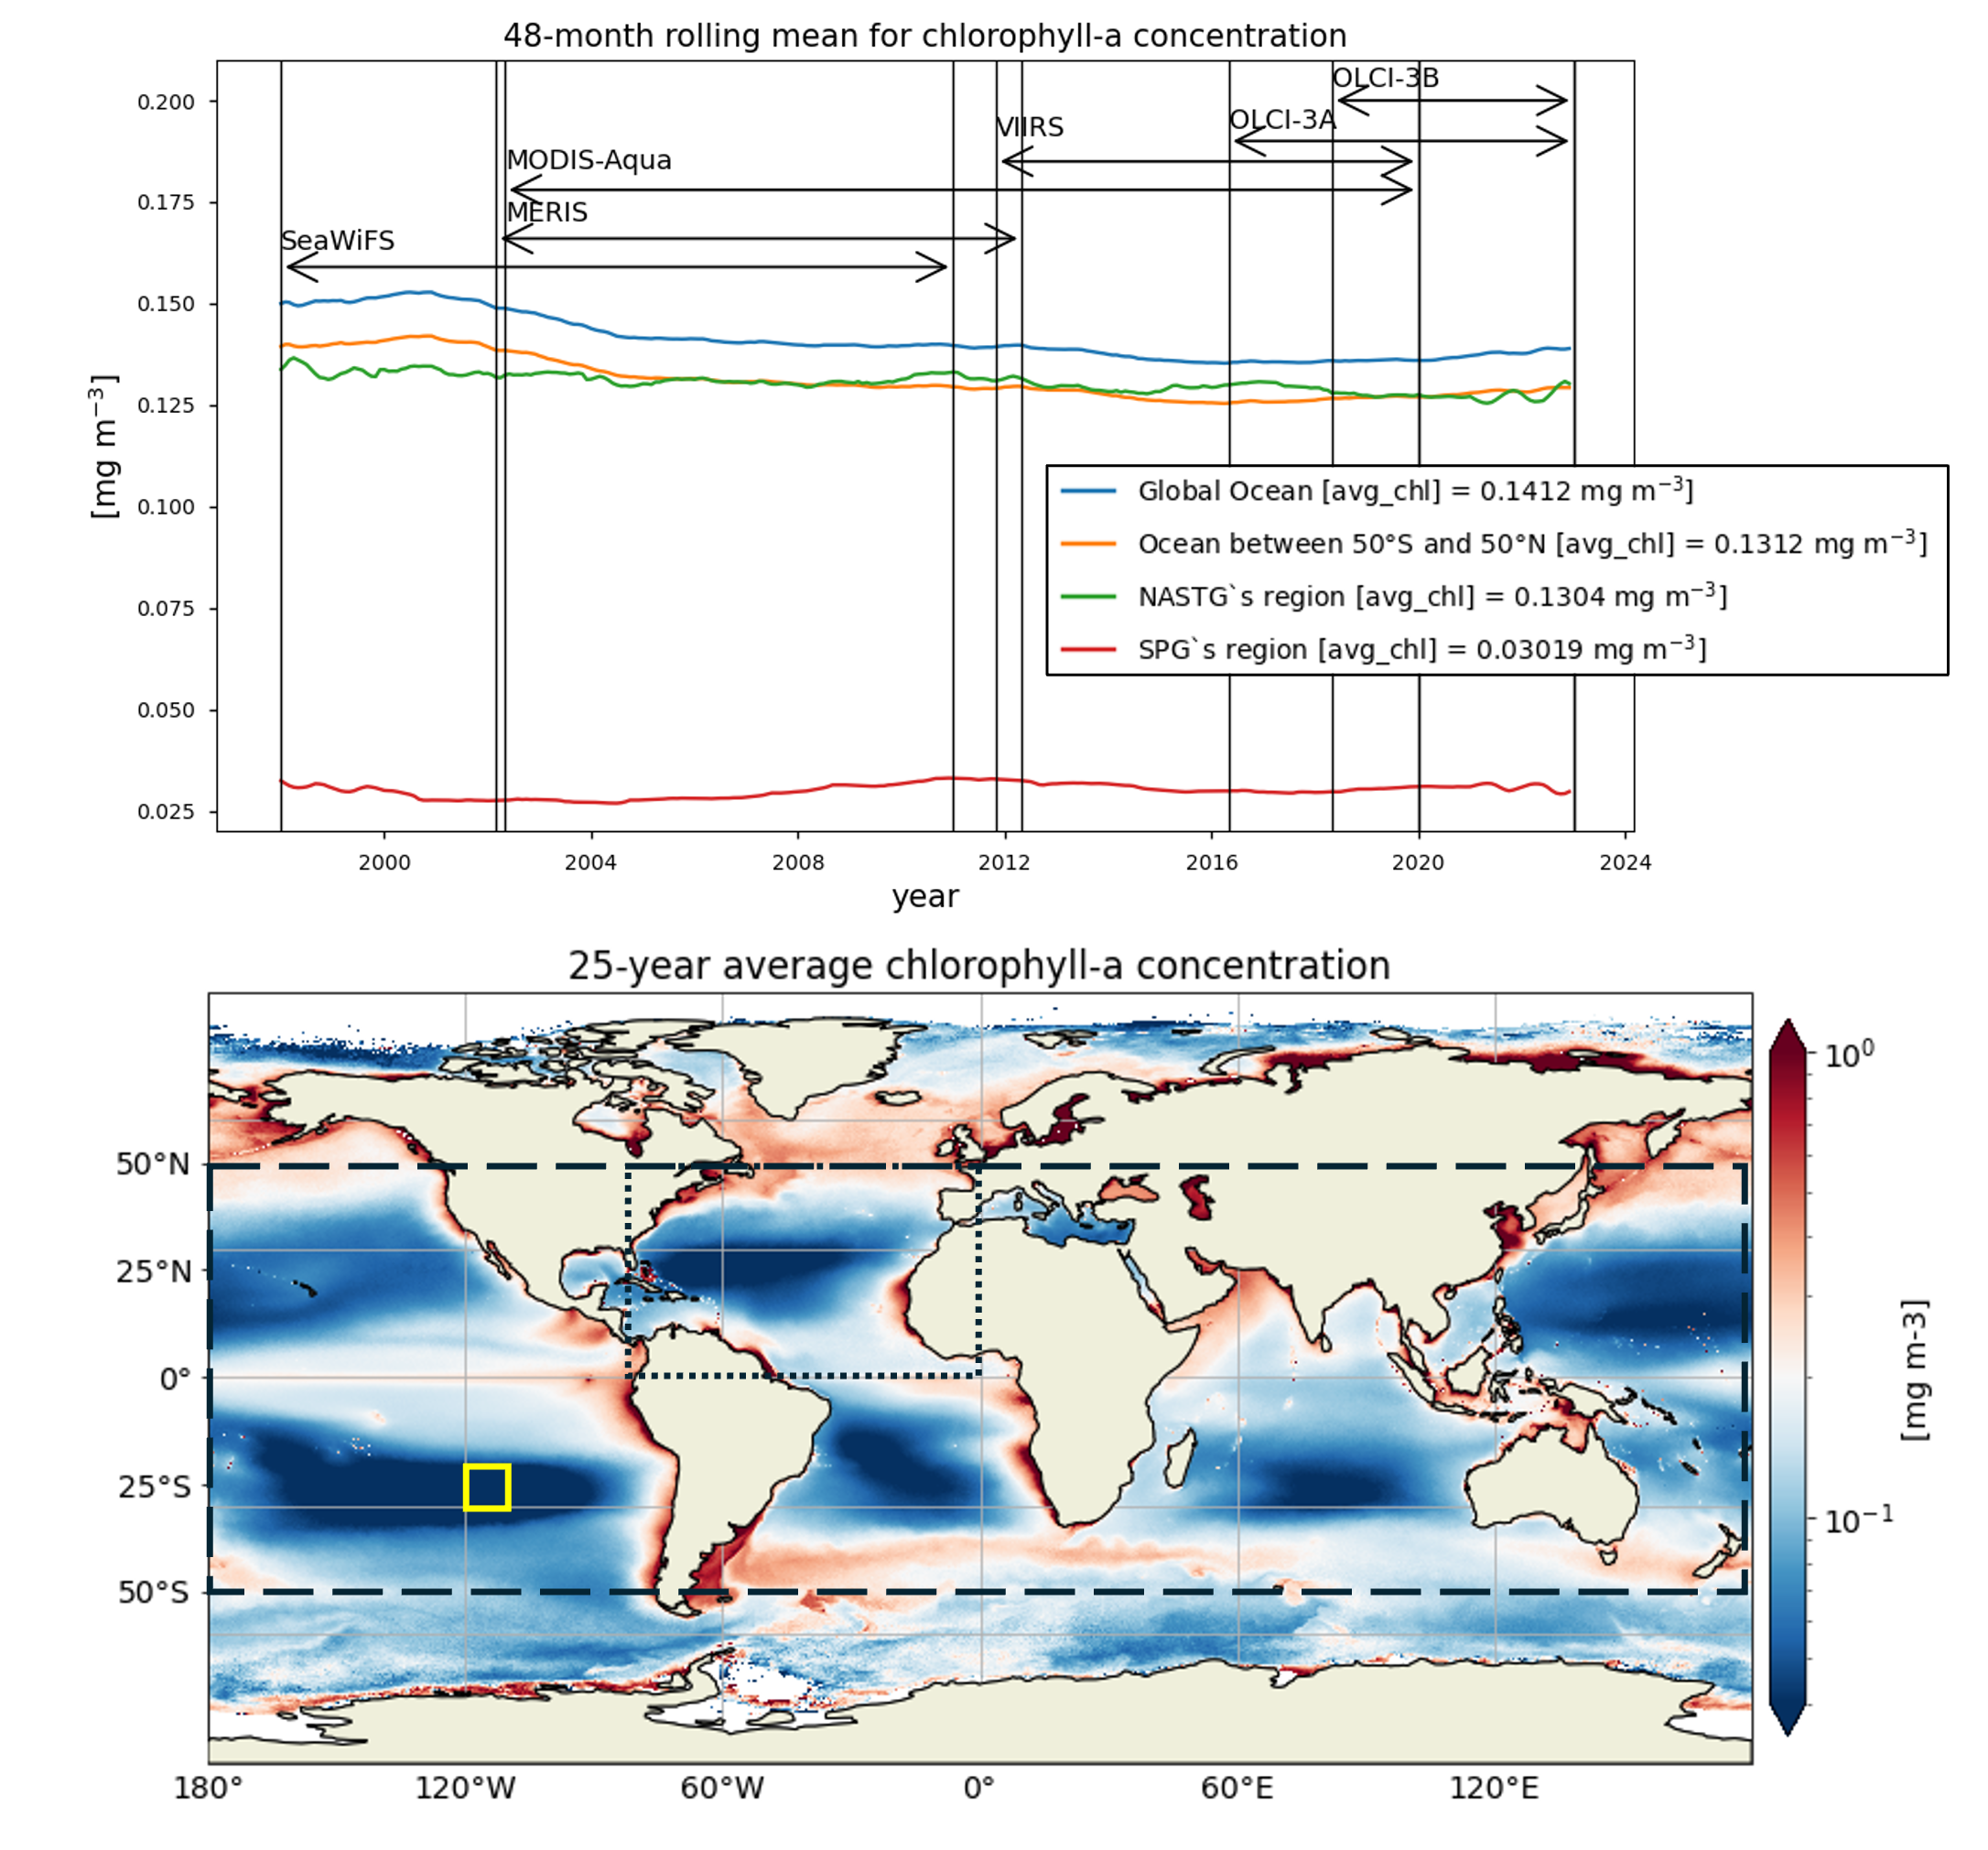 48-month rolling mean for chlorophyll-a concentration
OLCI-3B
0.200
OLCI-3A
VIIRS
MODIS-Aqua
0.175
MERIS
SeaWiFS
0.150
0.125
[mg m⁻³]
Global Ocean [avg_chl] = 0.1412 mg m⁻³]
0.100
Ocean between 50°S and 50°N [avg_chl] = 0.1312 mg m⁻³]
NASTG`s region [avg_chl] = 0.1304 mg m⁻³]
0.075
SPG`s region [avg_chl] = 0.03019 mg m⁻³]
0.050
0.025
2000 2004 2008 2012 2016 2020 2024
year
25-year average chlorophyll-a concentration
10⁰
50°N
25°N
0°
25°S
50°S
10⁻¹
[mg m-3]
180° 120°W 60°W 0° 60°E 120°E